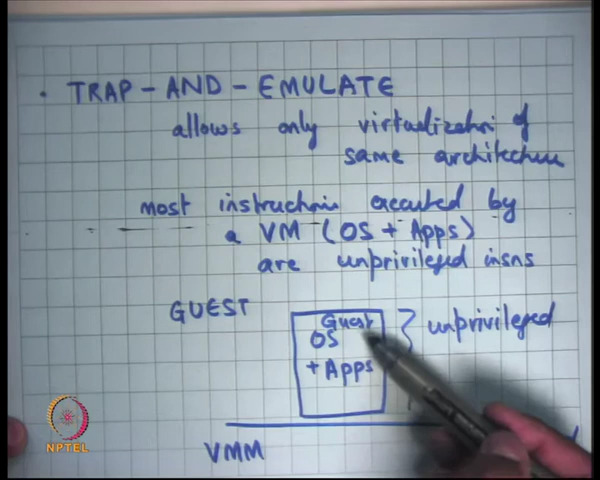 • TRAP-AND-EMULATE
allows only virtualization of
same architecture
most instructions executed by
a VM (OS + Apps)
are unprivileged insns
GUEST
Guest
OS
+ Apps
unprivileged
VMM
NPTEL